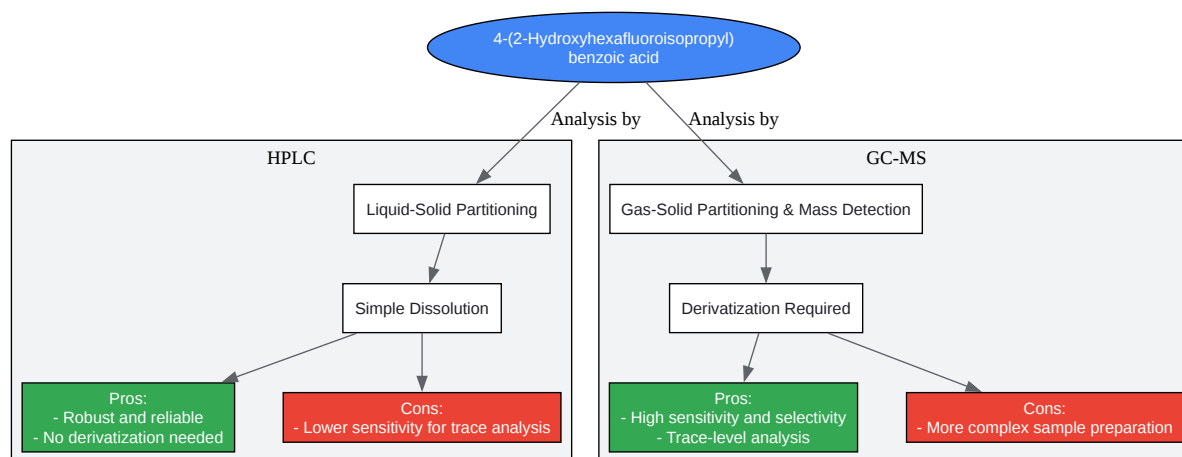 4-(2-Hydroxyhexafluoroisopropyl)
benzoic acid
Analysis by
Analysis by
HPLC
Liquid-Solid Partitioning
Simple Dissolution
Pros:
- Robust and reliable
- No derivatization needed
Cons:
- Lower sensitivity for trace analysis
GC-MS
Gas-Solid Partitioning & Mass Detection
Derivatization Required
Pros:
- High sensitivity and selectivity
- Trace-level analysis
Cons:
- More complex sample preparation